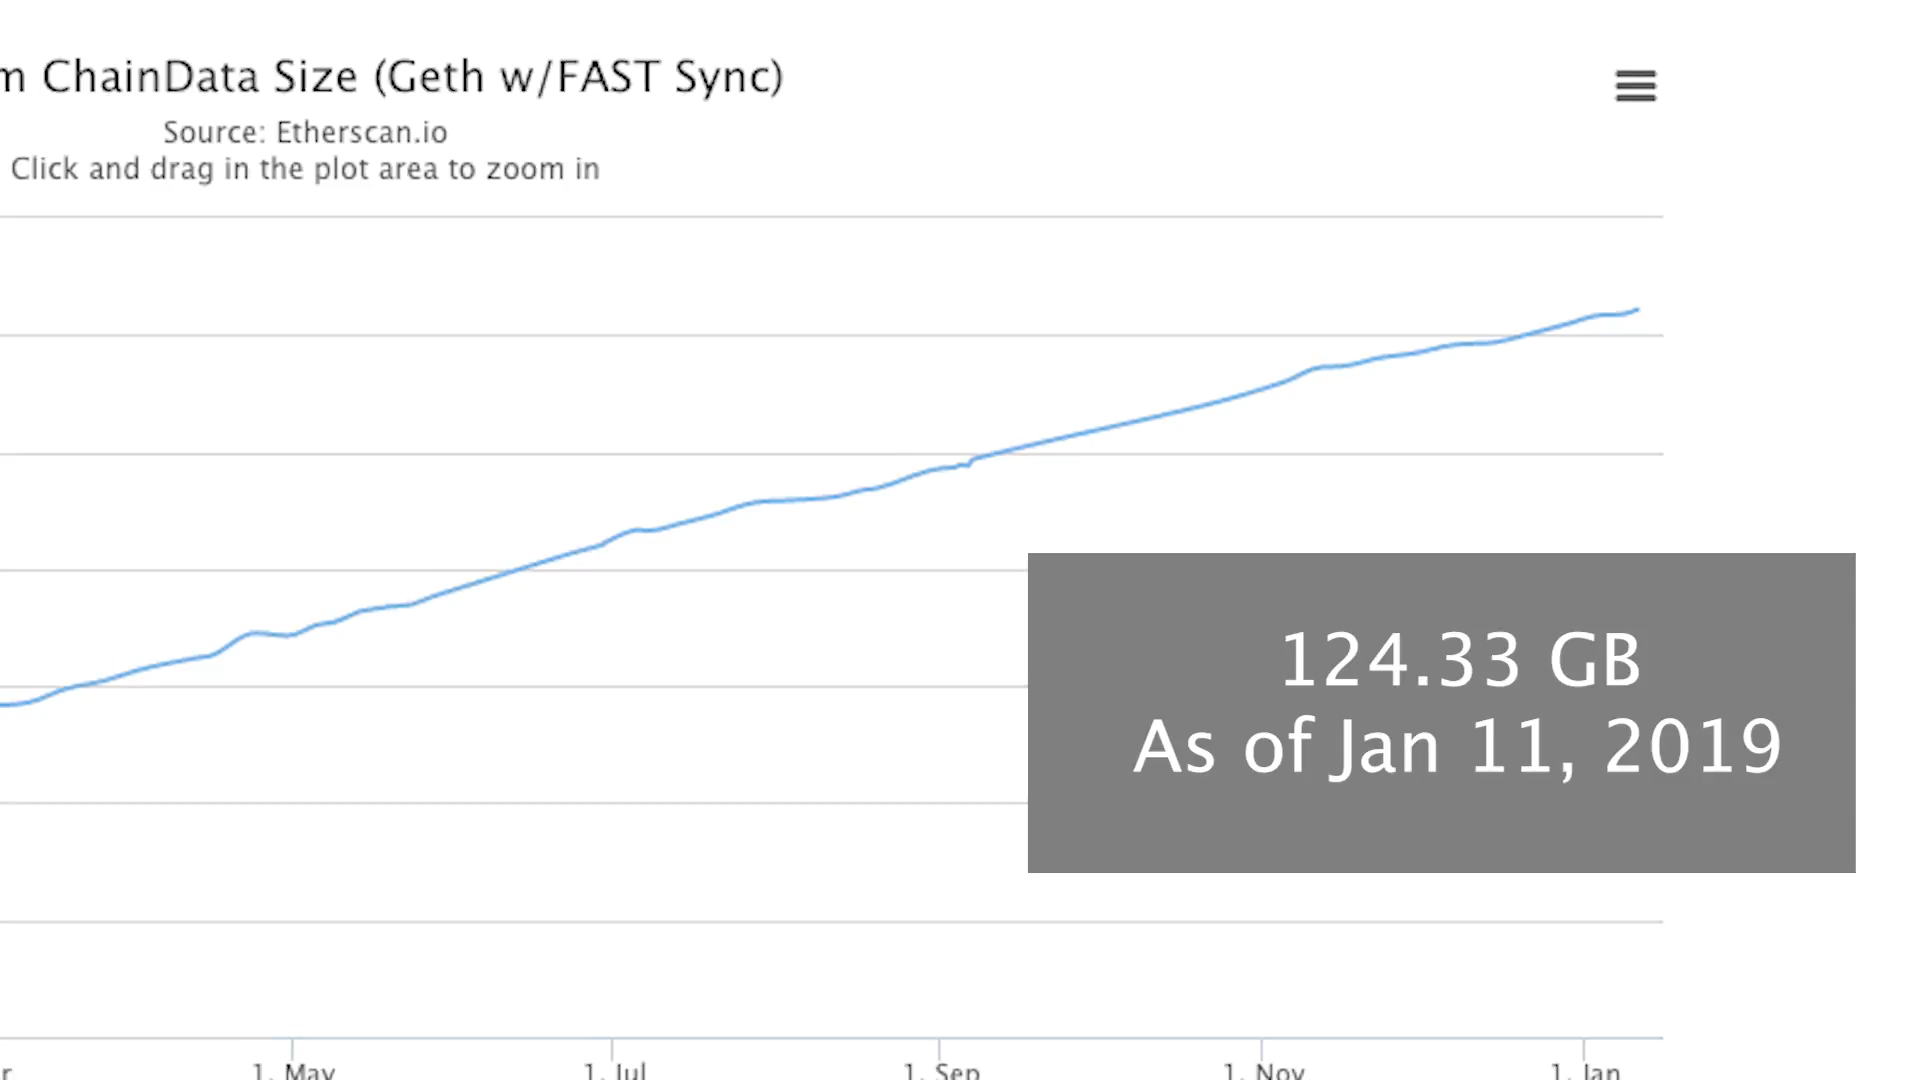 m ChainData Size (Geth w/FAST Sync)
Source: Etherscan.io
Click and drag in the plot area to zoom in
124.33 GB
As of Jan 11, 2019
r
1. May
1. Jul
1. Sep
1. Nov
1. Jan